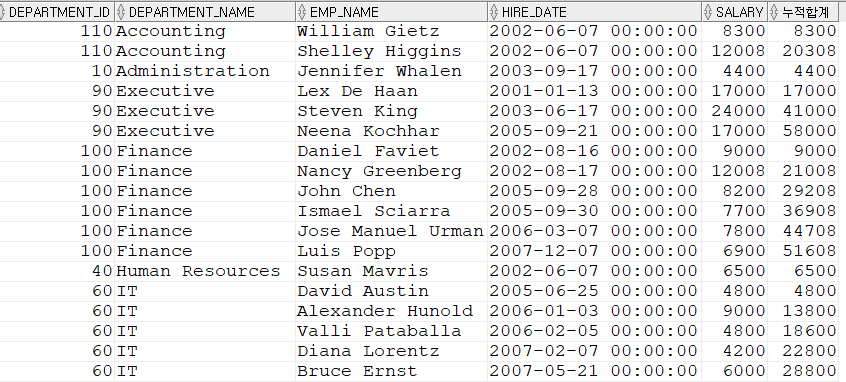 DEPARTMENT_ID DEPARTMENT_NAME EMP_NAME HIRE_DATE SALARY 누적합계
110 Accounting William Gietz 2002-06-07 00:00:00 8300 8300
110 Accounting Shelley Higgins 2002-06-07 00:00:00 12008 20308
10 Administration Jennifer Whalen 2003-09-17 00:00:00 4400 4400
90 Executive Lex De Haan 2001-01-13 00:00:00 17000 17000
90 Executive Steven King 2003-06-17 00:00:00 24000 41000
90 Executive Neena Kochhar 2005-09-21 00:00:00 17000 58000
100 Finance Daniel Faviet 2002-08-16 00:00:00 9000 9000
100 Finance Nancy Greenberg 2002-08-17 00:00:00 12008 21008
100 Finance John Chen 2005-09-28 00:00:00 8200 29208
100 Finance Ismael Sciarra 2005-09-30 00:00:00 7700 36908
100 Finance Jose Manuel Urman 2006-03-07 00:00:00 7800 44708
100 Finance Luis Popp 2007-12-07 00:00:00 6900 51608
40 Human Resources Susan Mavris 2002-06-07 00:00:00 6500 6500
60 IT David Austin 2005-06-25 00:00:00 4800 4800
60 IT Alexander Hunold 2006-01-03 00:00:00 9000 13800
60 IT Valli Pataballa 2006-02-05 00:00:00 4800 18600
60 IT Diana Lorentz 2007-02-07 00:00:00 4200 22800
60 IT Bruce Ernst 2007-05-21 00:00:00 6000 28800